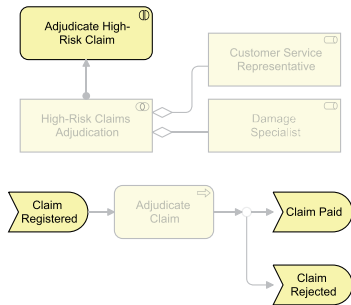 Adjudicate High-
Risk Claim
Customer Service
Representative
High-Risk Claims
Adjudication
Damage
Specialist
Claim
Registered
Adjudicate
Claim
Claim Paid
Claim
Rejected